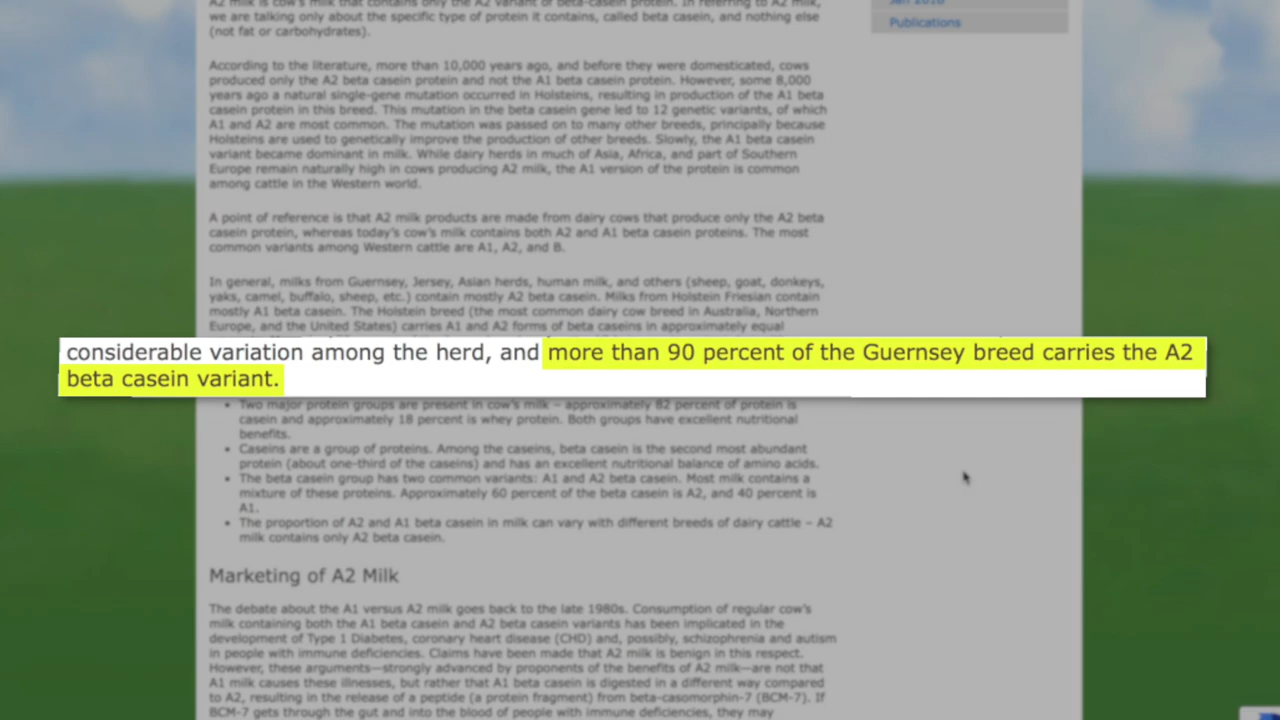 A2 milk is cow's milk that contains only the A2 variant of beta-casein protein. In referring to A2 milk,
we are talking only about the specific type of protein it contains, called beta casein, and nothing else
(not fat or carbohydrates).
Jan 2018
Publications
According to the literature, more than 10,000 years ago, and before they were domesticated, cows
produced only the A2 beta casein protein and not the A1 beta casein protein. However, some 8,000
years ago a natural single-gene mutation occurred in Holsteins, resulting in production of the A1 beta
casein protein in this breed. This mutation in the beta casein gene led to 12 genetic variants, of which
A1 and A2 are most common. The mutation was passed on to many other breeds, principally because
Holsteins are used to genetically improve the production of other breeds. Slowly, the A1 beta casein
variant became dominant in milk. While dairy herds in much of Asia, Africa, and part of Southern
Europe remain naturally high in cows producing A2 milk, the A1 version of the protein is common
among cattle in the Western world.
A point of reference is that A2 milk products are made from dairy cows that produce only the A2 beta
casein protein, whereas today's cow's milk contains both A2 and A1 beta casein proteins. The most
common variants among Western cattle are A1, A2, and B.
In general, milks from Guernsey, Jersey, Asian herds, human milk, and others (sheep, goat, donkeys,
yaks, camel, buffalo, sheep, etc.) contain mostly A2 beta casein. Milks from Holstein Friesian contain
mostly A1 beta casein. The Holstein breed (the most common dairy cow breed in Australia, Northern
Europe, and the United States) carries A1 and A2 forms of beta caseins in approximately equal
considerable variation among the herd, and more than 90 percent of the Guernsey breed carries the A2
beta casein variant.
• Two major protein groups are present in cow's milk – approximately 82 percent of protein is
casein and approximately 18 percent is whey protein. Both groups have excellent nutritional
benefits.
• Caseins are a group of proteins. Among the caseins, beta casein is the second most abundant
protein (about one-third of the caseins) and has an excellent nutritional balance of amino acids.
• The beta casein group has two common variants: A1 and A2 beta casein. Most milk contains a
mixture of these proteins. Approximately 60 percent of the beta casein is A2, and 40 percent is
A1.
• The proportion of A2 and A1 beta casein in milk can vary with different breeds of dairy cattle – A2
milk contains only A2 beta casein.
Marketing of A2 Milk
The debate about the A1 versus A2 milk goes back to the late 1980s. Consumption of regular cow's
milk containing both the A1 beta casein and A2 beta casein variants has been implicated in the
development of Type 1 Diabetes, coronary heart disease (CHD) and, possibly, schizophrenia and autism
in people with immune deficiencies. Claims have been made that A2 milk is benign in this respect.
However, these arguments—strongly advanced by proponents of the benefits of A2 milk—are not that
A1 milk causes these illnesses, but rather that A1 beta casein is digested in a different way compared
to A2, resulting in the release of a peptide (a protein fragment) from beta-casomorphin-7 (BCM-7). If
BCM-7 gets through the gut and into the blood of people with immune deficiencies, they may